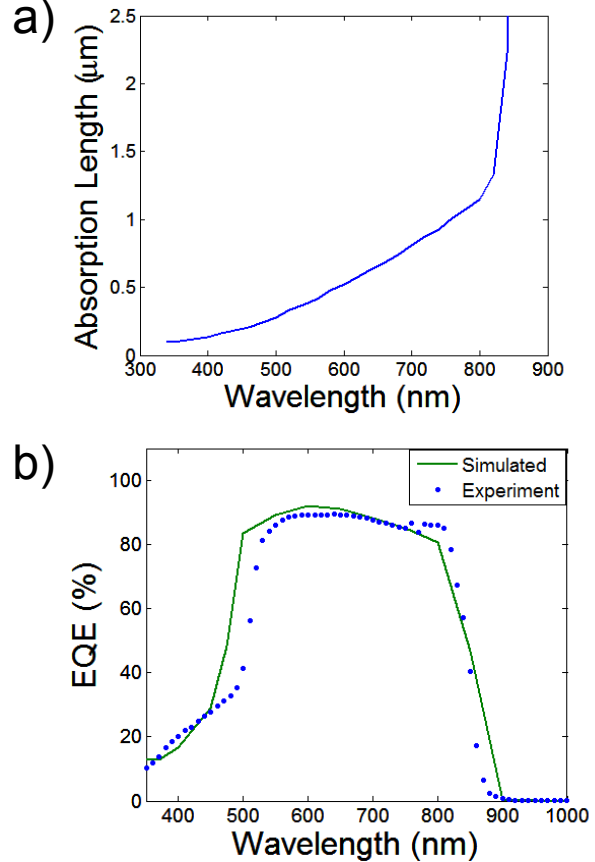 a)
Absorption Length (μm)
2.5
2
1.5
1
0.5
0
300 400 500 600 700 800 900
Wavelength (nm)
b)
EQE (%)
Simulated
Experiment
100
80
60
40
20
0
400 500 600 700 800 900 1000
Wavelength (nm)